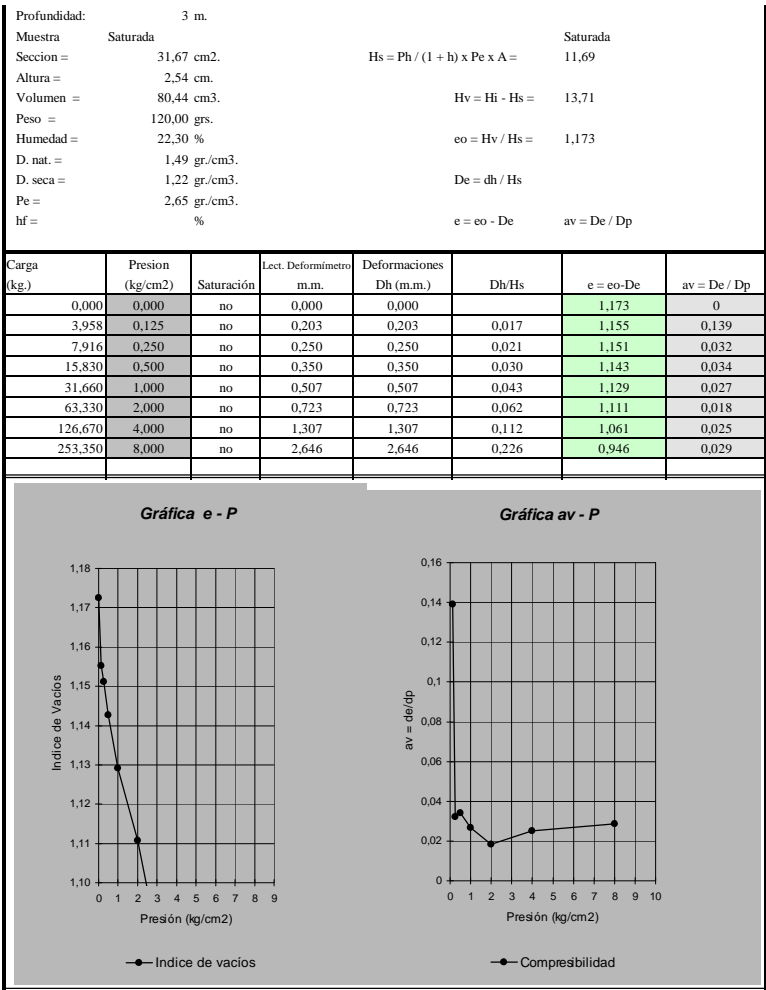 Profundidad: 3 m.
Muestra Saturada Saturada
Seccion = 31,67 cm2. Hs = Ph / (1 + h) x Pe x A = 11,69
Altura = 2,54 cm.
Volumen = 80,44 cm3. Hv = Hi - Hs = 13,71
Peso = 120,00 grs.
Humedad = 22,30 % eo = Hv / Hs = 1,173
D. nat. = 1,49 gr./cm3.
D. seca = 1,22 gr./cm3. De = dh / Hs
Pe = 2,65 gr./cm3.
hf = % e = eo - De av = De / Dp
Carga Presion Lect. Deformímetro Deformaciones
(kg.) (kg/cm2) Saturación m.m. Dh (m.m.) Dh/Hs e = eo-De av = De / Dp
0,000 0,000 no 0,000 0,000 1,173 0
3,958 0,125 no 0,203 0,203 0,017 1,155 0,139
7,916 0,250 no 0,250 0,250 0,021 1,151 0,032
15,830 0,500 no 0,350 0,350 0,030 1,143 0,034
31,660 1,000 no 0,507 0,507 0,043 1,129 0,027
63,330 2,000 no 0,723 0,723 0,062 1,111 0,018
126,670 4,000 no 1,307 1,307 0,112 1,061 0,025
253,350 8,000 no 2,646 2,646 0,226 0,946 0,029
Gráfica e - P
1,18
1,17
1,16
1,15
1,14
1,13
1,12
1,11
1,10
Indice de Vacíos
0 1 2 3 4 5 6 7 8 9
Presión (kg/cm2)
Indice de vacíos
Gráfica av - P
0,16
0,14
0,12
0,1
0,08
0,06
0,04
0,02
0
av = de/dp
0 1 2 3 4 5 6 7 8 9 10
Presión (kg/cm2)
Compresibilidad